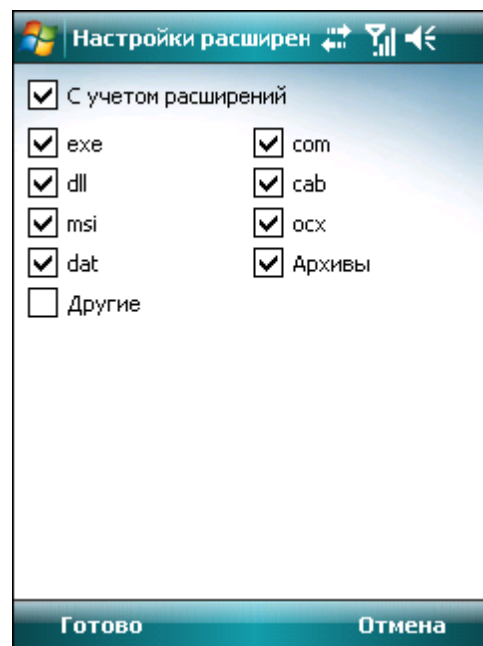 Настройки расширен
С учетом расширений
exe com
dll cab
msi ocx
dat Архивы
Другие
Готово Отмена